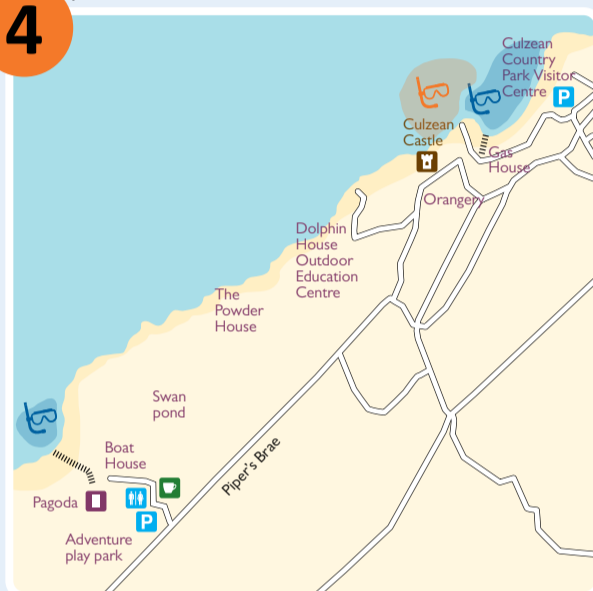 4
Culzean
Country
Park Visitor
Centre
P
Culzean
Castle
Gas
House
Orangery
Dolphin
House
Outdoor
Education
Centre
The
Powder
House
Swan
pond
Boat
House
Piper's Brae
Pagoda
P
Adventure
play park